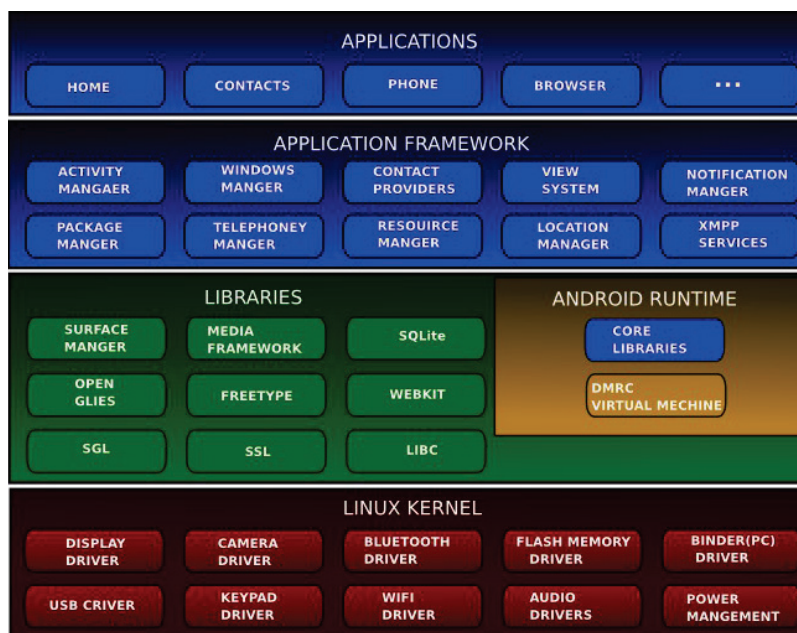 APPLICATIONS
HOME
CONTACTS
PHONE
BROWSER
...
APPLICATION FRAMEWORK
ACTIVITY
MANGAER
WINDOWS
MANGER
CONTACT
PROVIDERS
VIEW
SYSTEM
NOTIFICATION
MANGER
PACKAGE
MANGER
TELEPHONEY
MANGER
RESOUIRCE
MANGER
LOCATION
MANAGER
XMPP
SERVICES
LIBRARIES
SURFACE
MANGER
MEDIA
FRAMEWORK
SQLite
OPEN
GLIES
FREETYPE
WEBKIT
SGL
SSL
LIBC
ANDROID RUNTIME
CORE
LIBRARIES
DMRC
VIRTUAL MECHINE
LINUX KERNEL
DISPLAY
DRIVER
CAMERA
DRIVER
BLUETOOTH
DRIVER
FLASH MEMORY
DRIVER
BINDER(PC)
DRIVER
USB CRIVER
KEYPAD
DRIVER
WIFI
DRIVER
AUDIO
DRIVERS
POWER
MANGEMENT